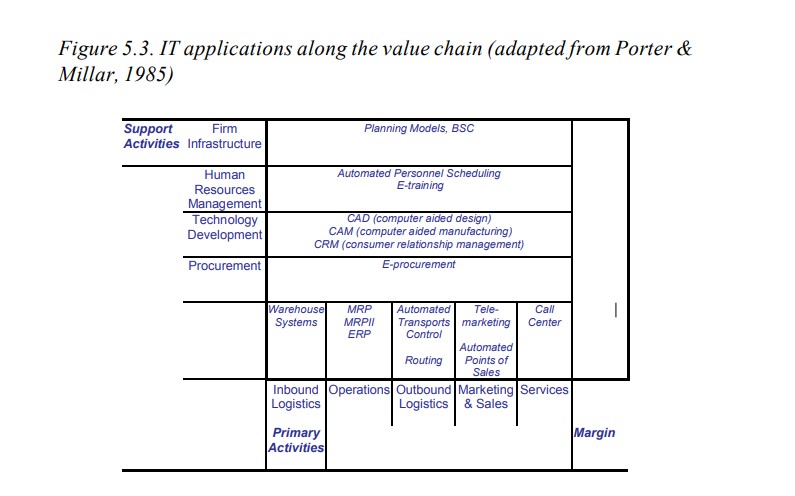 Figure 5.3. IT applications along the value chain (adapted from Porter &
Millar, 1985)
Support
Activities
Firm
Infrastructure
Planning Models, BSC
Human
Resources
Management
Automated Personnel Scheduling
E-training
Technology
Development
CAD (computer aided design)
CAM (computer aided manufacturing)
CRM (consumer relationship management)
Procurement
E-procurement
Warehouse
Systems
MRP
MRPII
ERP
Automated
Transports
Control
Routing
Tele-
marketing
Automated
Points of
Sales
Call
Center
Inbound
Logistics
Operations
Outbound
Logistics
Marketing
& Sales
Services
Primary
Activities
Margin